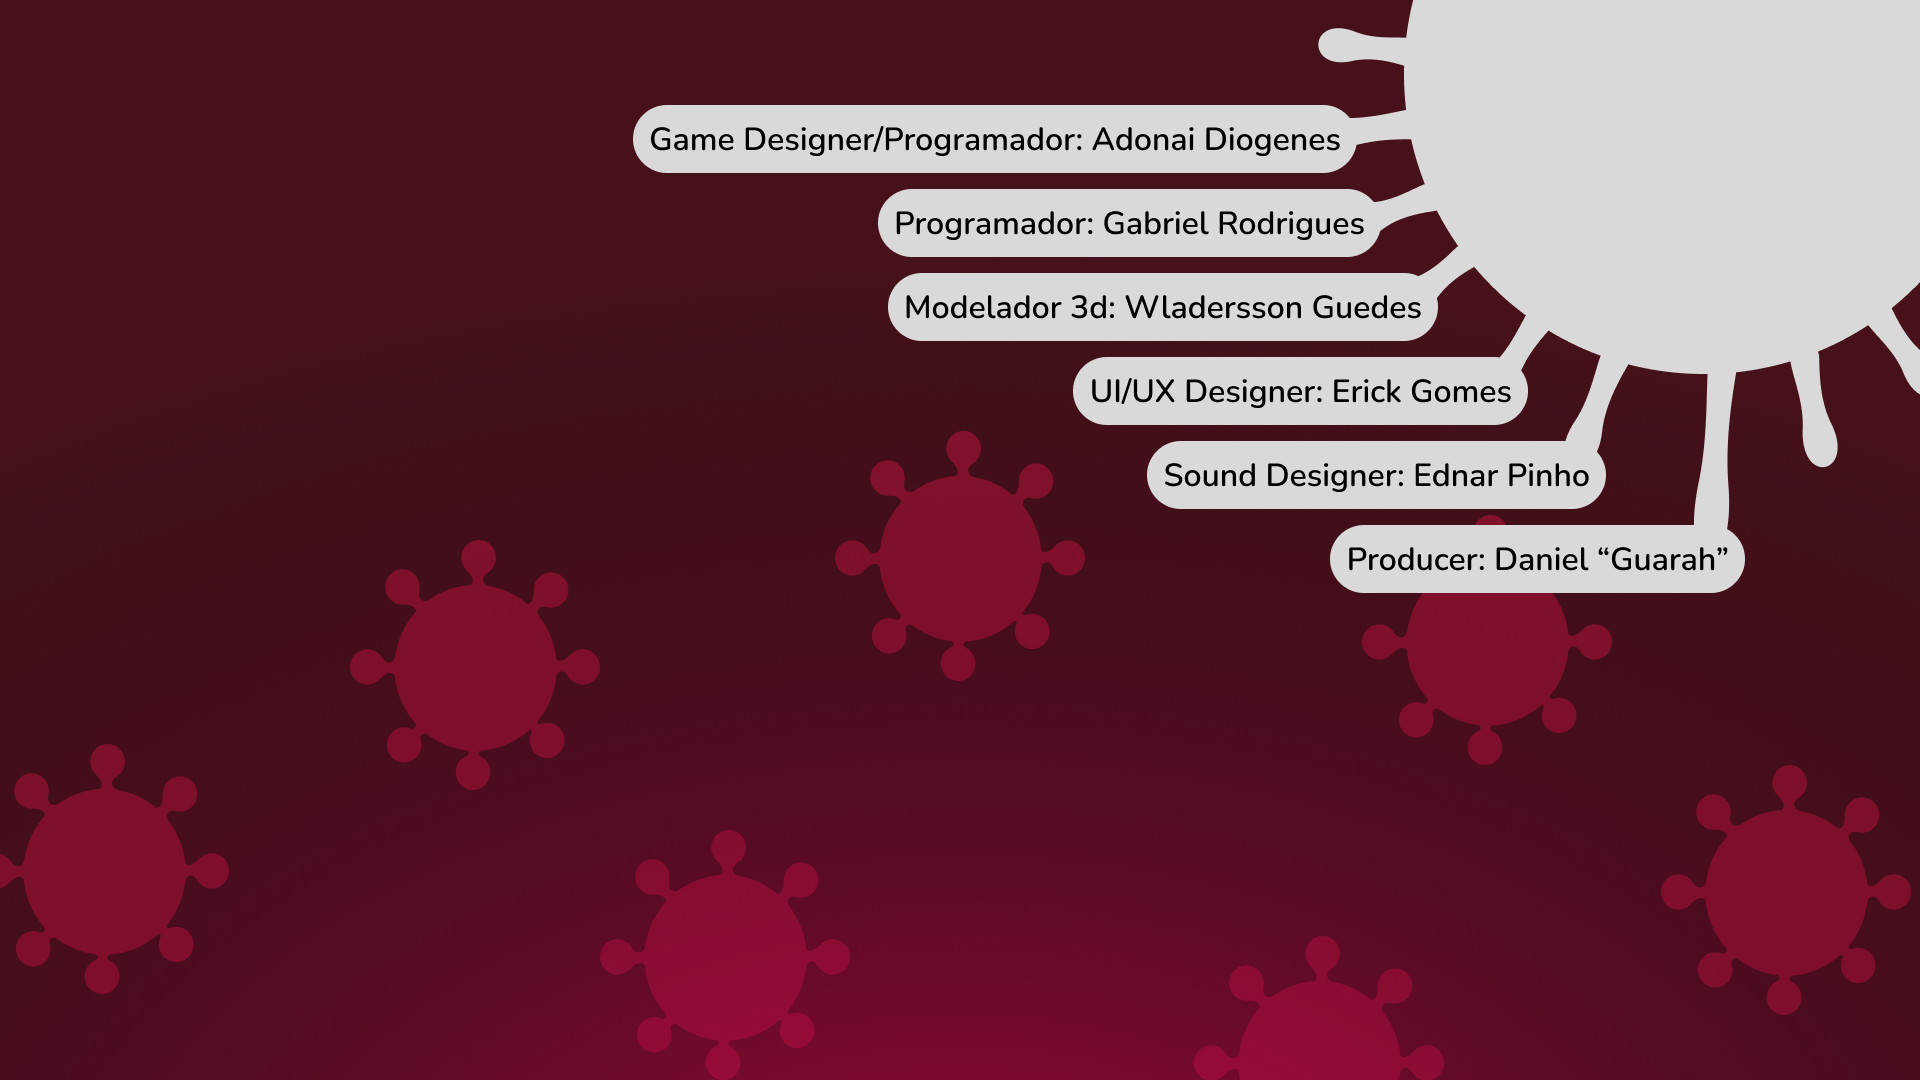 Game Designer/Programador: Adonai Diogenes
Programador: Gabriel Rodrigues
Modelador 3d: Wladersson Guedes
UI/UX Designer: Erick Gomes
Sound Designer: Ednar Pinho
Producer: Daniel “Guarah”